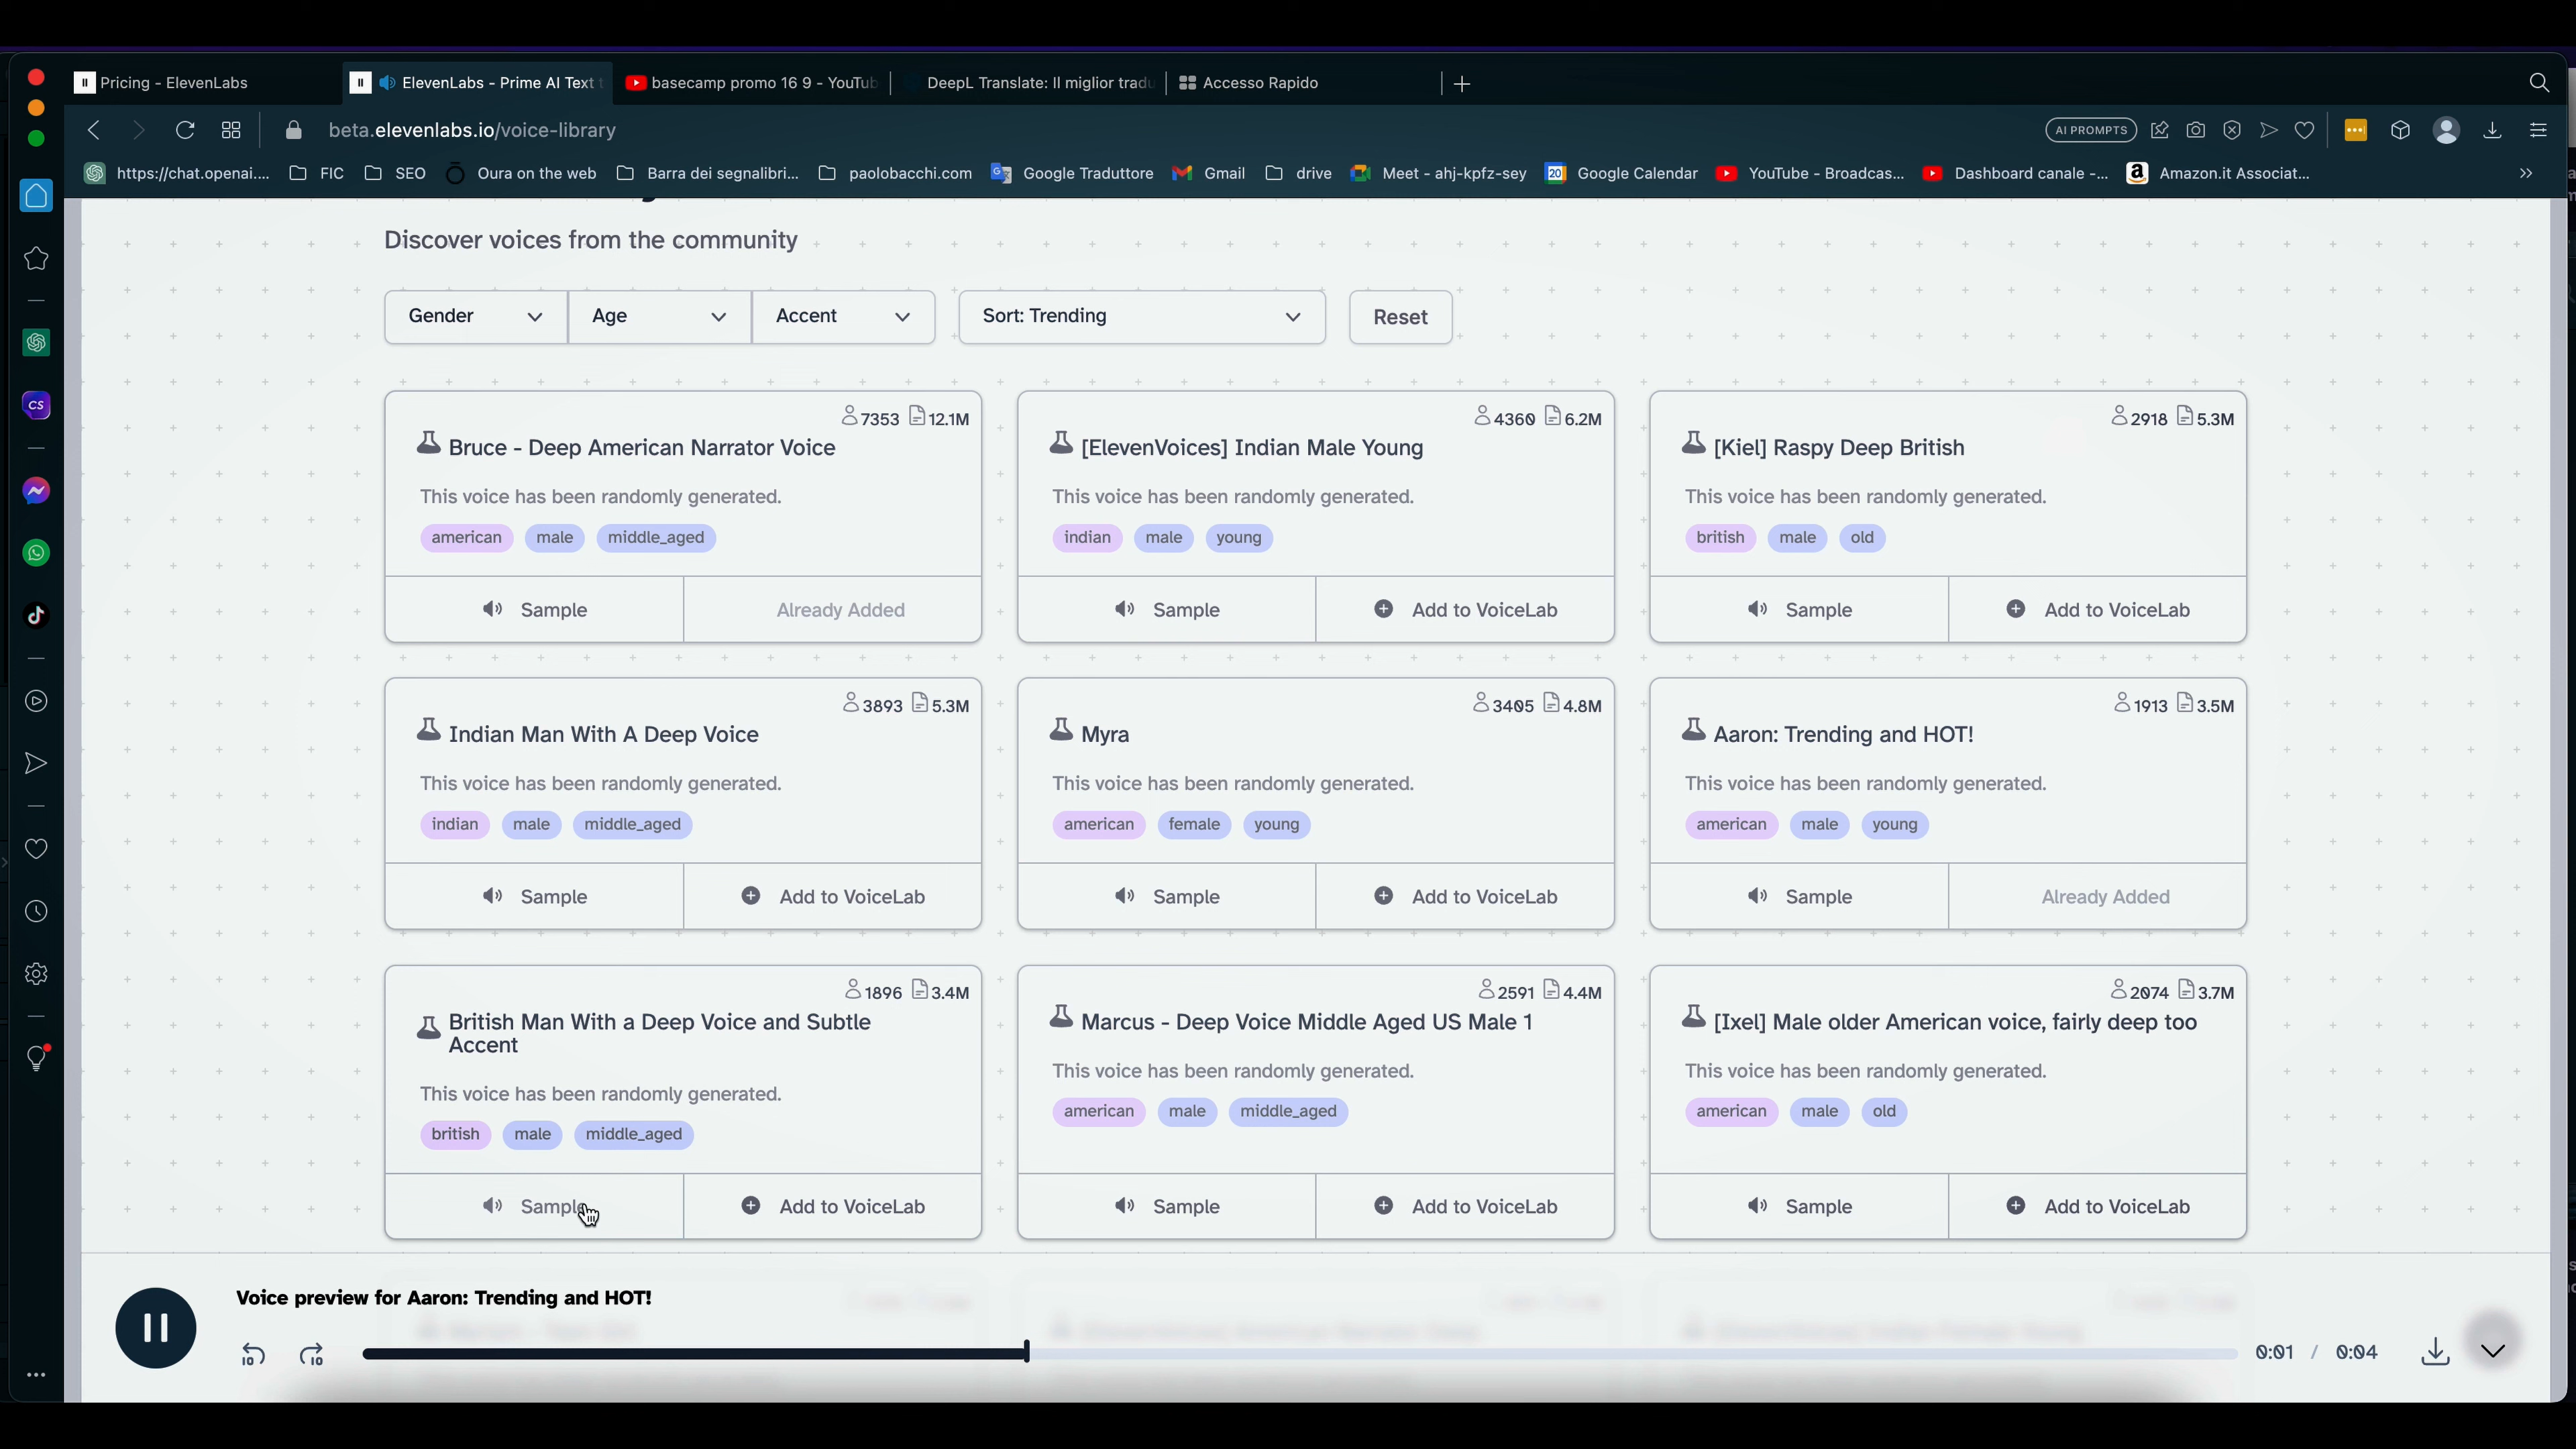 Pricing - ElevenLabs
ElevenLabs - Prime AI Text t
basecamp promo 16 9 - YouTub
DeepL Translate: Il miglior tradu
Accesso Rapido
beta.elevenlabs.io/voice-library
AI PROMPTS
https://chat.openai....
FIC
SEO
Oura on the web
Barra dei segnalibri...
paolobacchi.com
Google Traduttore
Gmail
drive
Meet - ahj-kpfz-sey
20
Google Calendar
YouTube - Broadcas...
Dashboard canale -...
Amazon.it Associat...
CS
Discover voices from the community
Gender
Age
Accent
Sort: Trending
Reset
7353 12.1M
Bruce - Deep American Narrator Voice
This voice has been randomly generated.
american male middle_aged
Sample
Already Added
4360 6.2M
[ElevenVoices] Indian Male Young
This voice has been randomly generated.
indian male young
Sample
Add to VoiceLab
2918 5.3M
[Kiel] Raspy Deep British
This voice has been randomly generated.
british male old
Sample
Add to VoiceLab
3893 5.3M
Indian Man With A Deep Voice
This voice has been randomly generated.
indian male middle_aged
Sample
Add to VoiceLab
3405 4.8M
Myra
This voice has been randomly generated.
american female young
Sample
Add to VoiceLab
1913 3.5M
Aaron: Trending and HOT!
This voice has been randomly generated.
american male young
Sample
Already Added
1896 3.4M
British Man With a Deep Voice and Subtle
Accent
This voice has been randomly generated.
british male middle_aged
Sample
Add to VoiceLab
2591 4.4M
Marcus - Deep Voice Middle Aged US Male 1
This voice has been randomly generated.
american male middle_aged
Sample
Add to VoiceLab
2074 3.7M
[Ixel] Male older American voice, fairly deep too
This voice has been randomly generated.
american male old
Sample
Add to VoiceLab
Voice preview for Aaron: Trending and HOT!
10
10
0:01 / 0:04